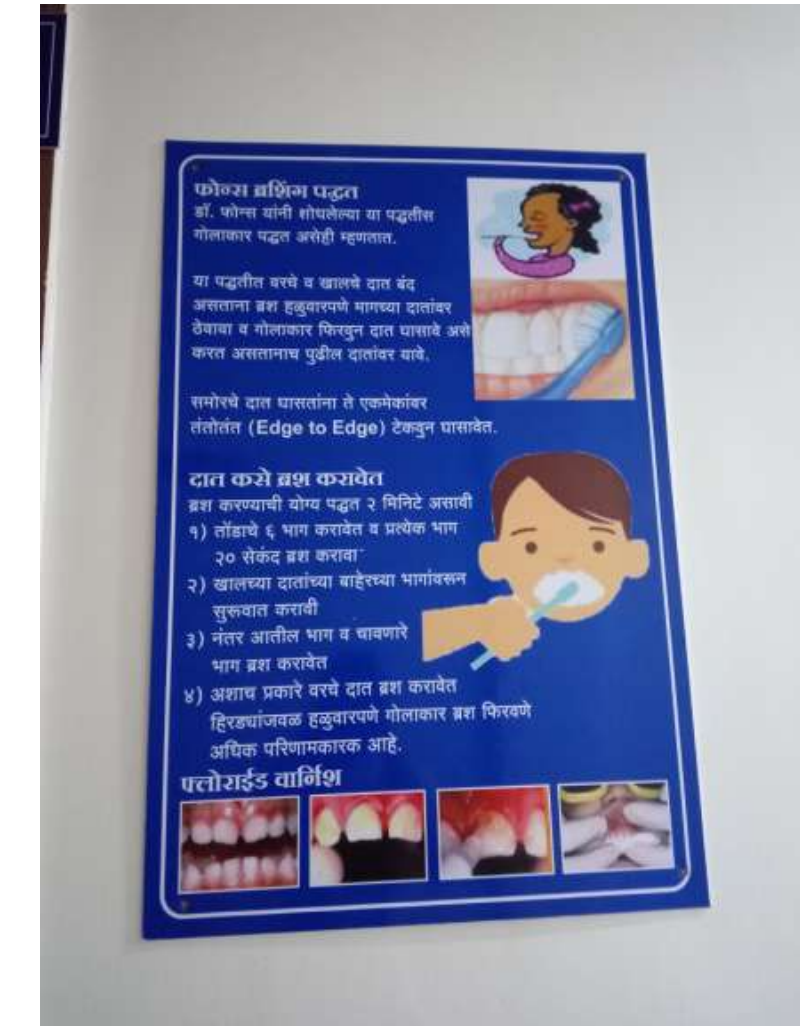 फोन्स ब्रशिंग पद्धत
डॉ. फोन्स यांनी शोधलेल्या या पद्धतीस
गोलाकार पद्धत असेही म्हणतात.
या पद्धतीत वरचे व खालचे दात बंद
असताना ब्रश हळुवारपणे मागच्या दातांवर
ठेवावा व गोलाकार फिरवुन दात घासावे असे
करत असतानाच पुढील दातांवर यावे.
समोरचे दात घासतांना ते एकमेकांवर
तंतोतंत (Edge to Edge) टेकवुन घासावेत.
दात कसे ब्रश करावेत
ब्रश करण्याची योग्य पद्धत २ मिनिटे असावी
१) तोंडाचे ६ भाग करावेत व प्रत्येक भाग
२० सेकंद ब्रश करावा
२) खालच्या दातांच्या बाहेरच्या भागांवरून
सुरूवात करावी
३) नंतर आतील भाग व चावणारे
भाग ब्रश करावेत
४) अशाच प्रकारे वरचे दात ब्रश करावेत
हिरड्यांजवळ हळुवारपणे गोलाकार ब्रश फिरवणे
अधिक परिणामकारक आहे.
फ्लोराईड वार्निश